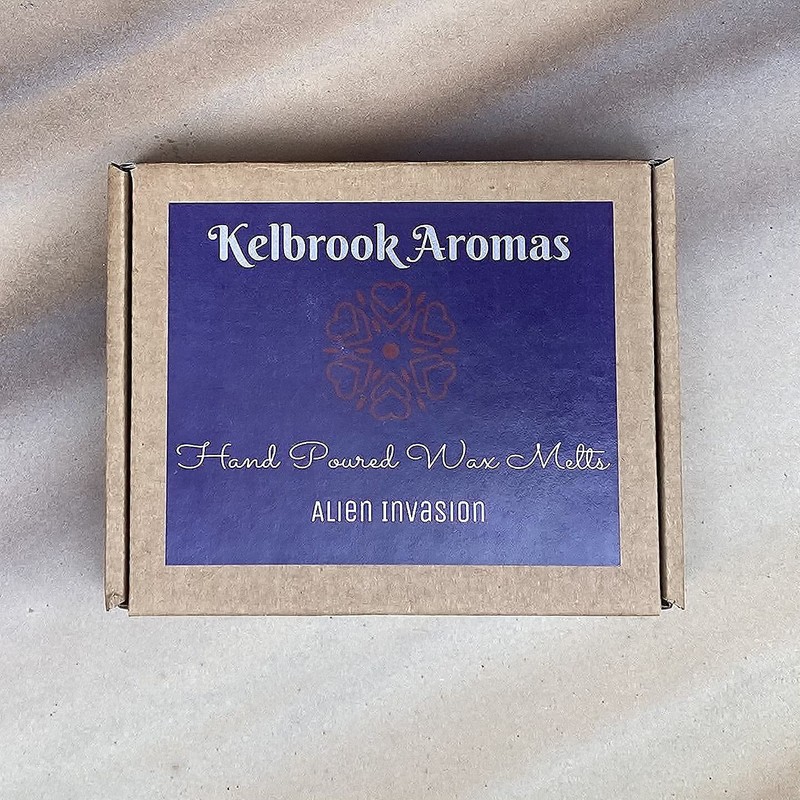 Kelbrook Aromas
Hand Poured Wax Melts
Alien Invasion